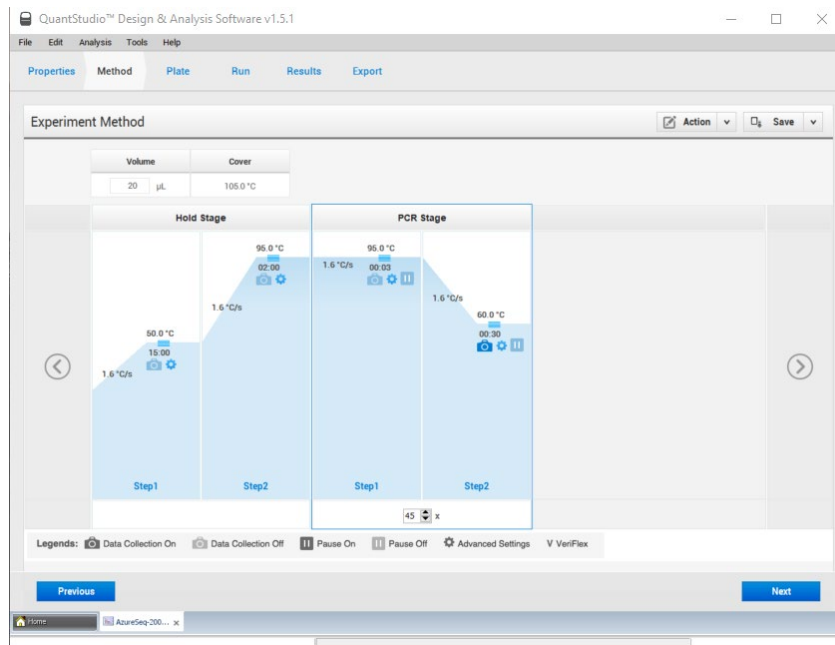 QuantStudio™ Design & Analysis Software v1.5.1
File Edit Analysis Tools Help
Properties Method Plate Run Results Export
Experiment Method
Action
Save
Volume Cover
20 µL 105.0 °C
Hold Stage PCR Stage
95.0 °C 95.0 °C
02:00 1.6 °C/s 00:03
1.6 °C/s
1.6 °C/s
60.0 °C
50.0 °C 00:30
15:00
1.6 °C/s
Step1 Step2 Step1 Step2
45 x
Legends: Data Collection On Data Collection Off Pause On Pause Off Advanced Settings V VeriFlex
Previous Next
Home AzureSeq-200... x